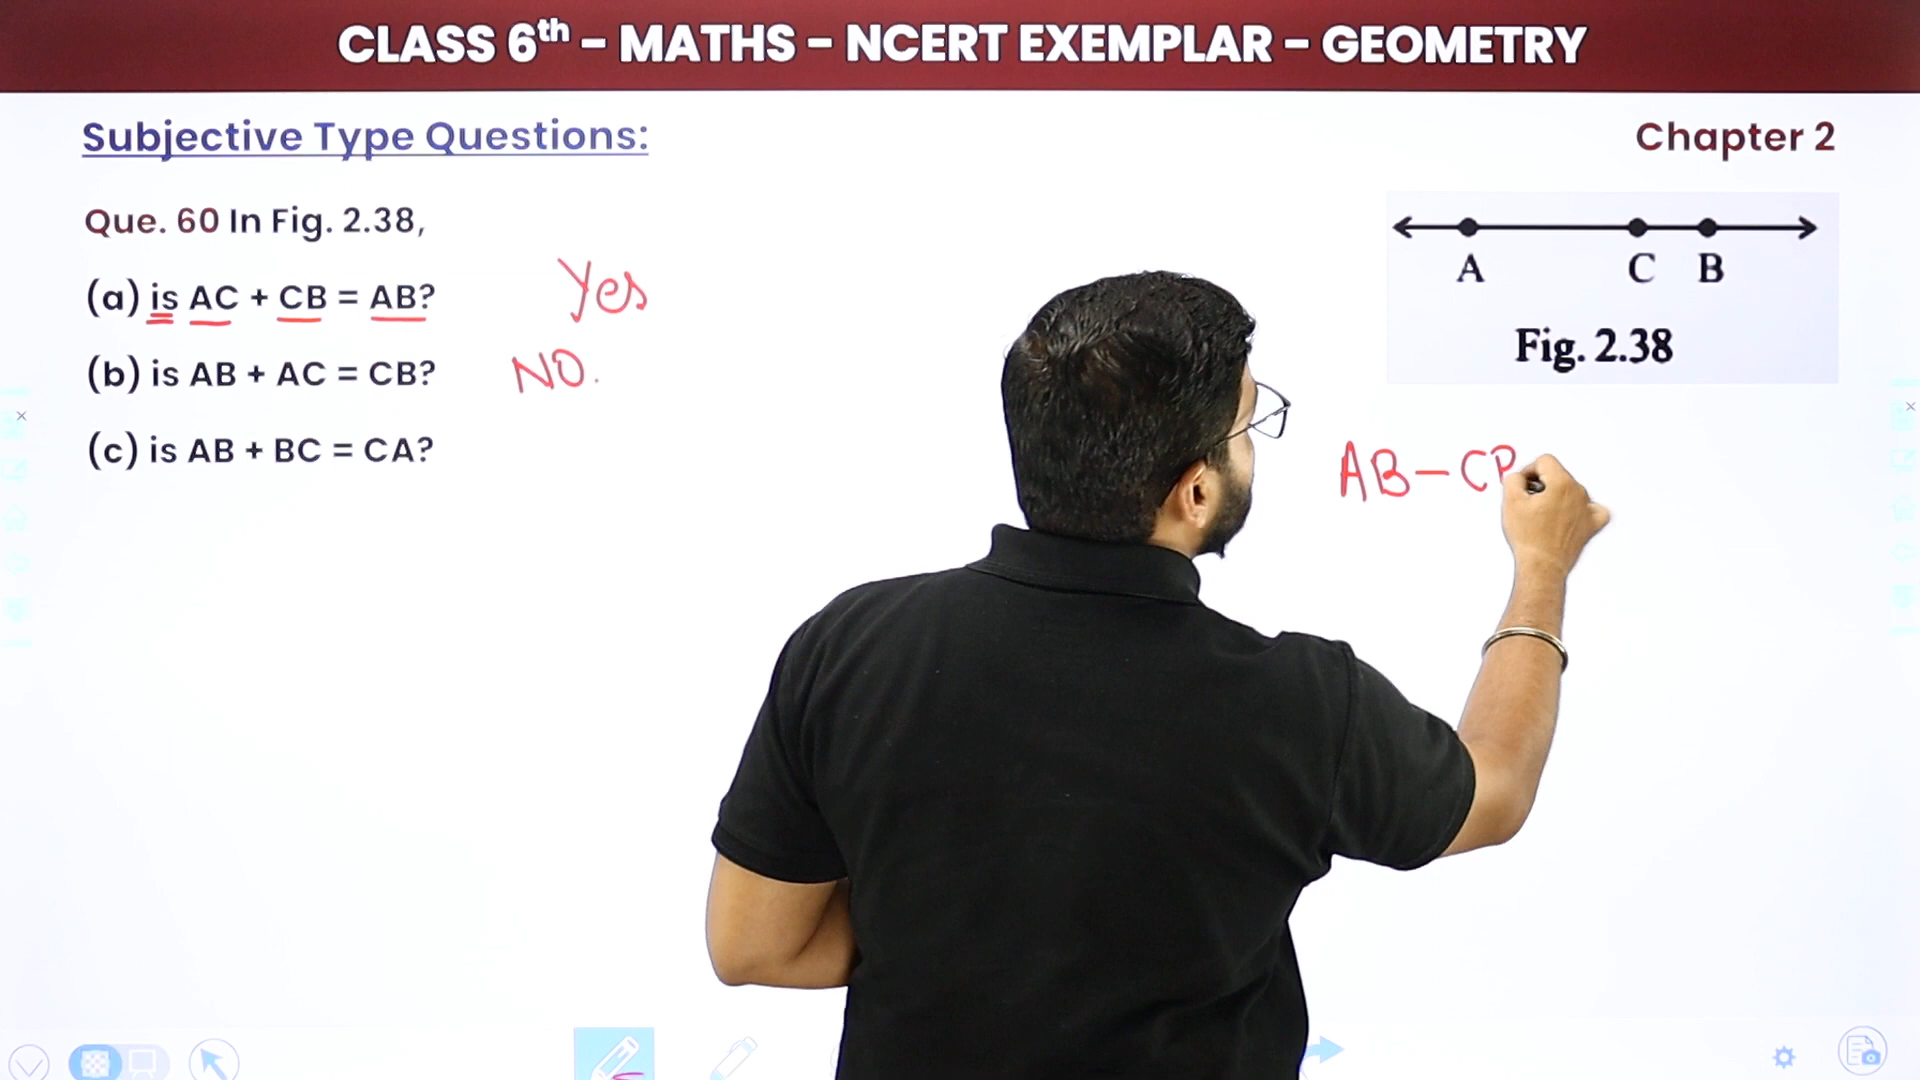 CLASS 6th - MATHS - NCERT EXEMPLAR - GEOMETRY
Subjective Type Questions:
Chapter 2
Que. 60 In Fig. 2.38,
(a) is AC + CB = AB? Yes
(b) is AB + AC = CB? NO.
(c) is AB + BC = CA?
A C B
Fig. 2.38
AB - C